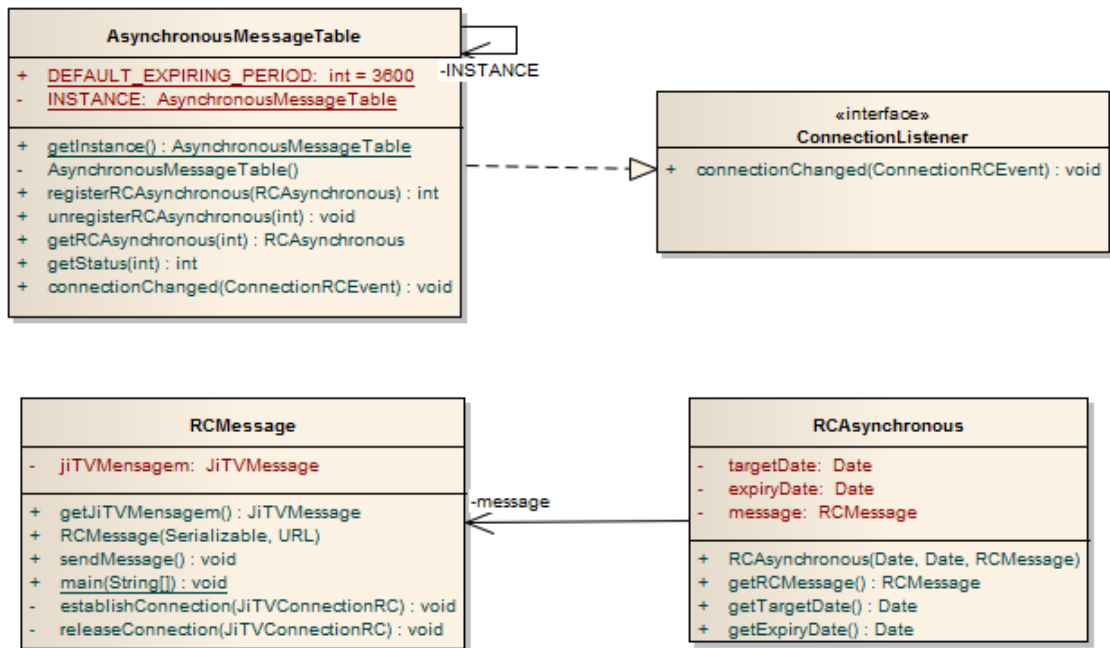 AsynchronousMessageTable
+ DEFAULT_EXPIRING_PERIOD: int = 3600
- INSTANCE: AsynchronousMessageTable
+ getInstance() : AsynchronousMessageTable
- AsynchronousMessageTable()
+ registerRCAsynchronous(RCAsynchronous) : int
+ unregisterRCAsynchronous(int) : void
+ getRCAsynchronous(int) : RCAsynchronous
+ getStatus(int) : int
+ connectionChanged(ConnectionRCEvent) : void
-INSTANCE
«interface»
ConnectionListener
+ connectionChanged(ConnectionRCEvent) : void
RCMessage
- jiTVMensagem: JiTVMessage
+ getJiTVMensagem() : JiTVMessage
+ RCMessage(Serializable, URL)
+ sendMessage() : void
+ main(String[]) : void
- establishConnection(JiTVConnectionRC) : void
- releaseConnection(JiTVConnectionRC) : void
-message
RCAsynchronous
- targetDate: Date
- expiryDate: Date
- message: RCMessage
+ RCAsynchronous(Date, Date, RCMessage)
+ getRCMessage() : RCMessage
+ getTargetDate() : Date
+ getExpiryDate() : Date